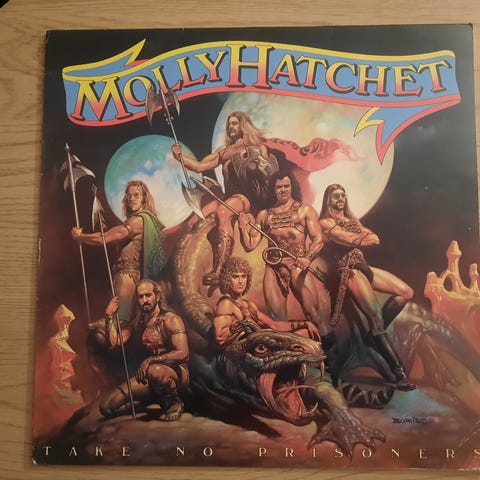 MOLLY HATCHET
BORIS
TAKE NO PRISONERS